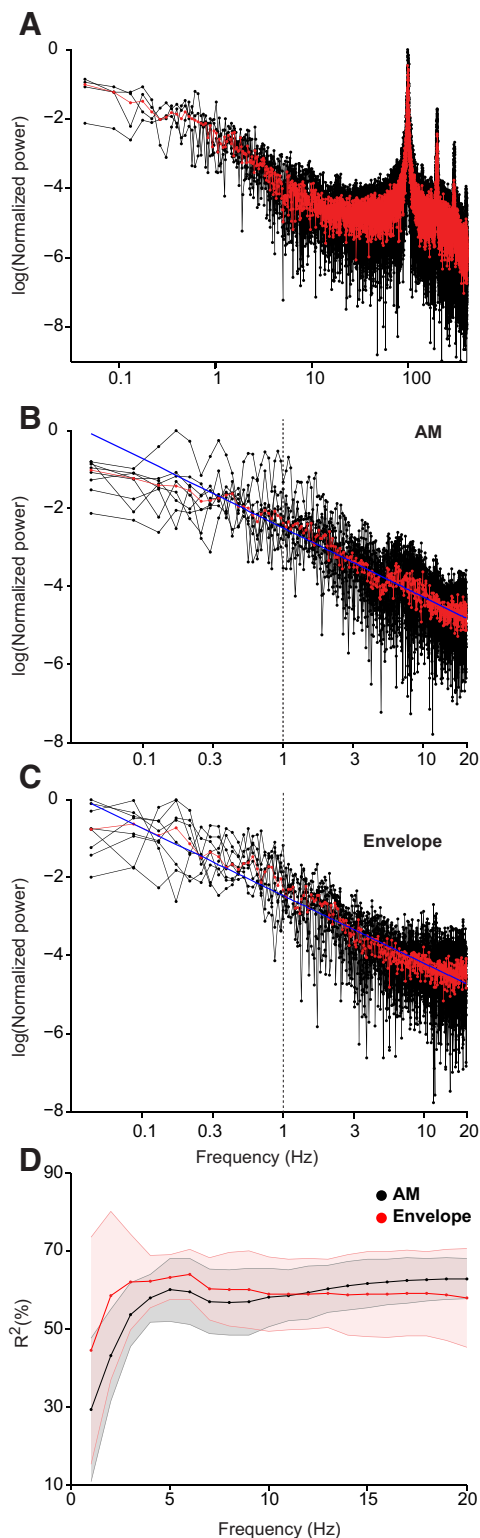 A
log(Normalized power)
0
−2
−4
−6
−8
0.1 1 10 100
B
AM
log(Normalized power)
0
−2
−4
−6
−8
0.1 0.3 1 3 10 20
C
Envelope
log(Normalized power)
0
−2
−4
−6
−8
0.1 0.3 1 3 10 20
Frequency (Hz)
D
AM
Envelope
R²(%)
90
70
50
30
10
0 5 10 15 20
Frequency (Hz)